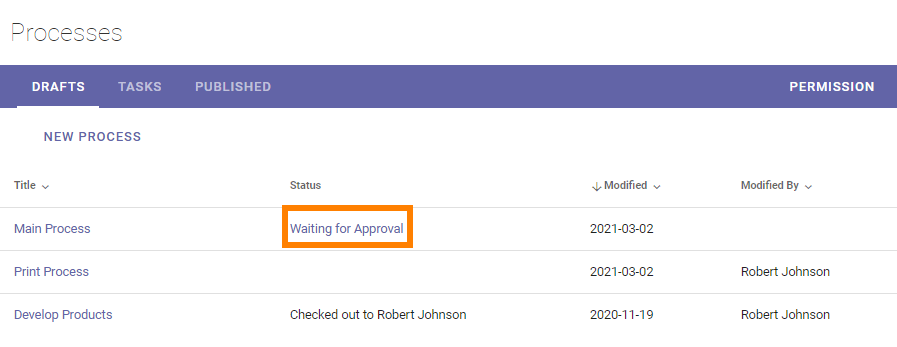 Processes
DRAFTS TASKS PUBLISHED PERMISSION
NEW PROCESS
Title Status Modified Modified By
Main Process Waiting for Approval 2021-03-02
Print Process 2021-03-02 Robert Johnson
Develop Products Checked out to Robert Johnson 2020-11-19 Robert Johnson